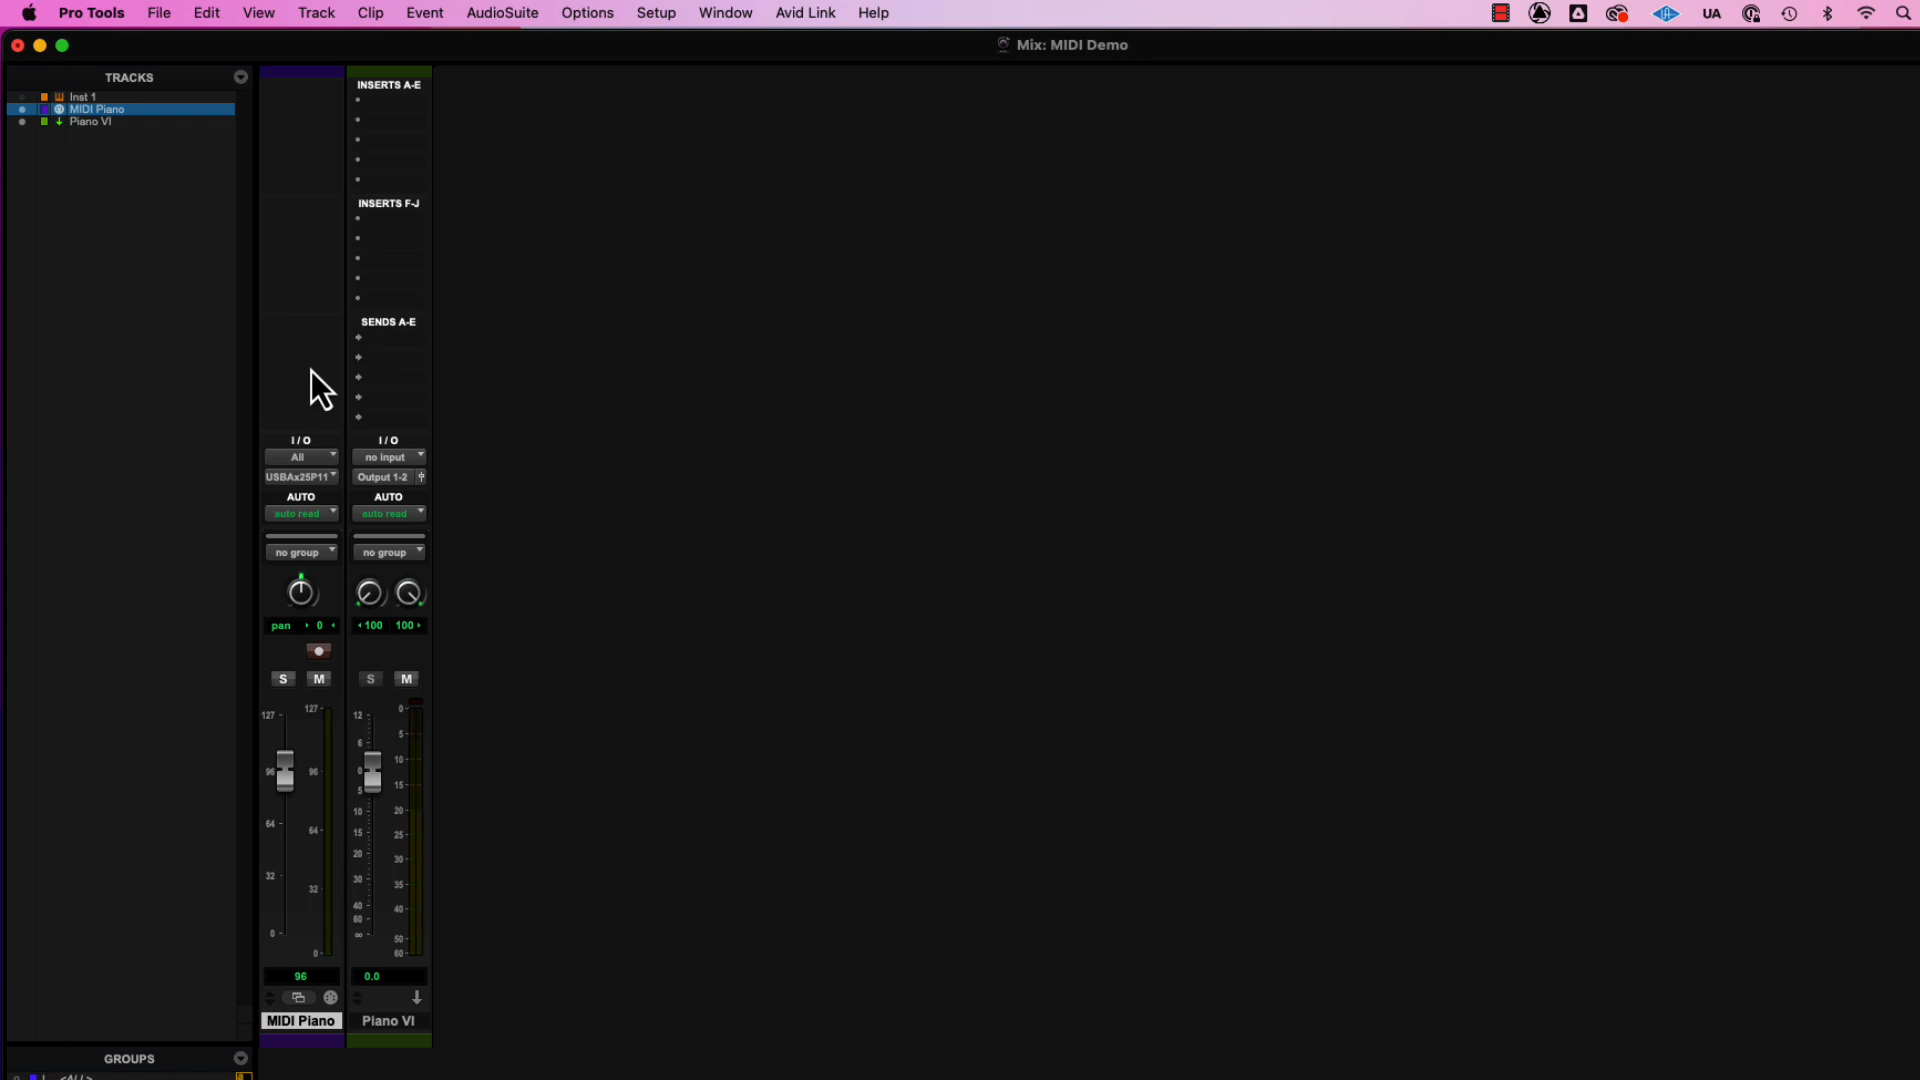 Pro Tools File Edit View Track Clip Event AudioSuite Options Setup Window Avid Link Help UA
Mix: MIDI Demo
TRACKS
Inst 1
MIDI Piano
Piano VI
INSERTS A-E
INSERTS F-J
SENDS A-E
I / O I / O
All no input
USBAx25P11 Output 1-2
AUTO AUTO
auto read auto read
no group no group
pan 0 100 100
S M S M
127 127 12 0
6 5
96 96 0 10
5 15
10 20
64 64 15 25
20 30
32 32 30 35
40 40
60
0 ∞ 50
0 60
96 0.0
MIDI Piano Piano VI
GROUPS